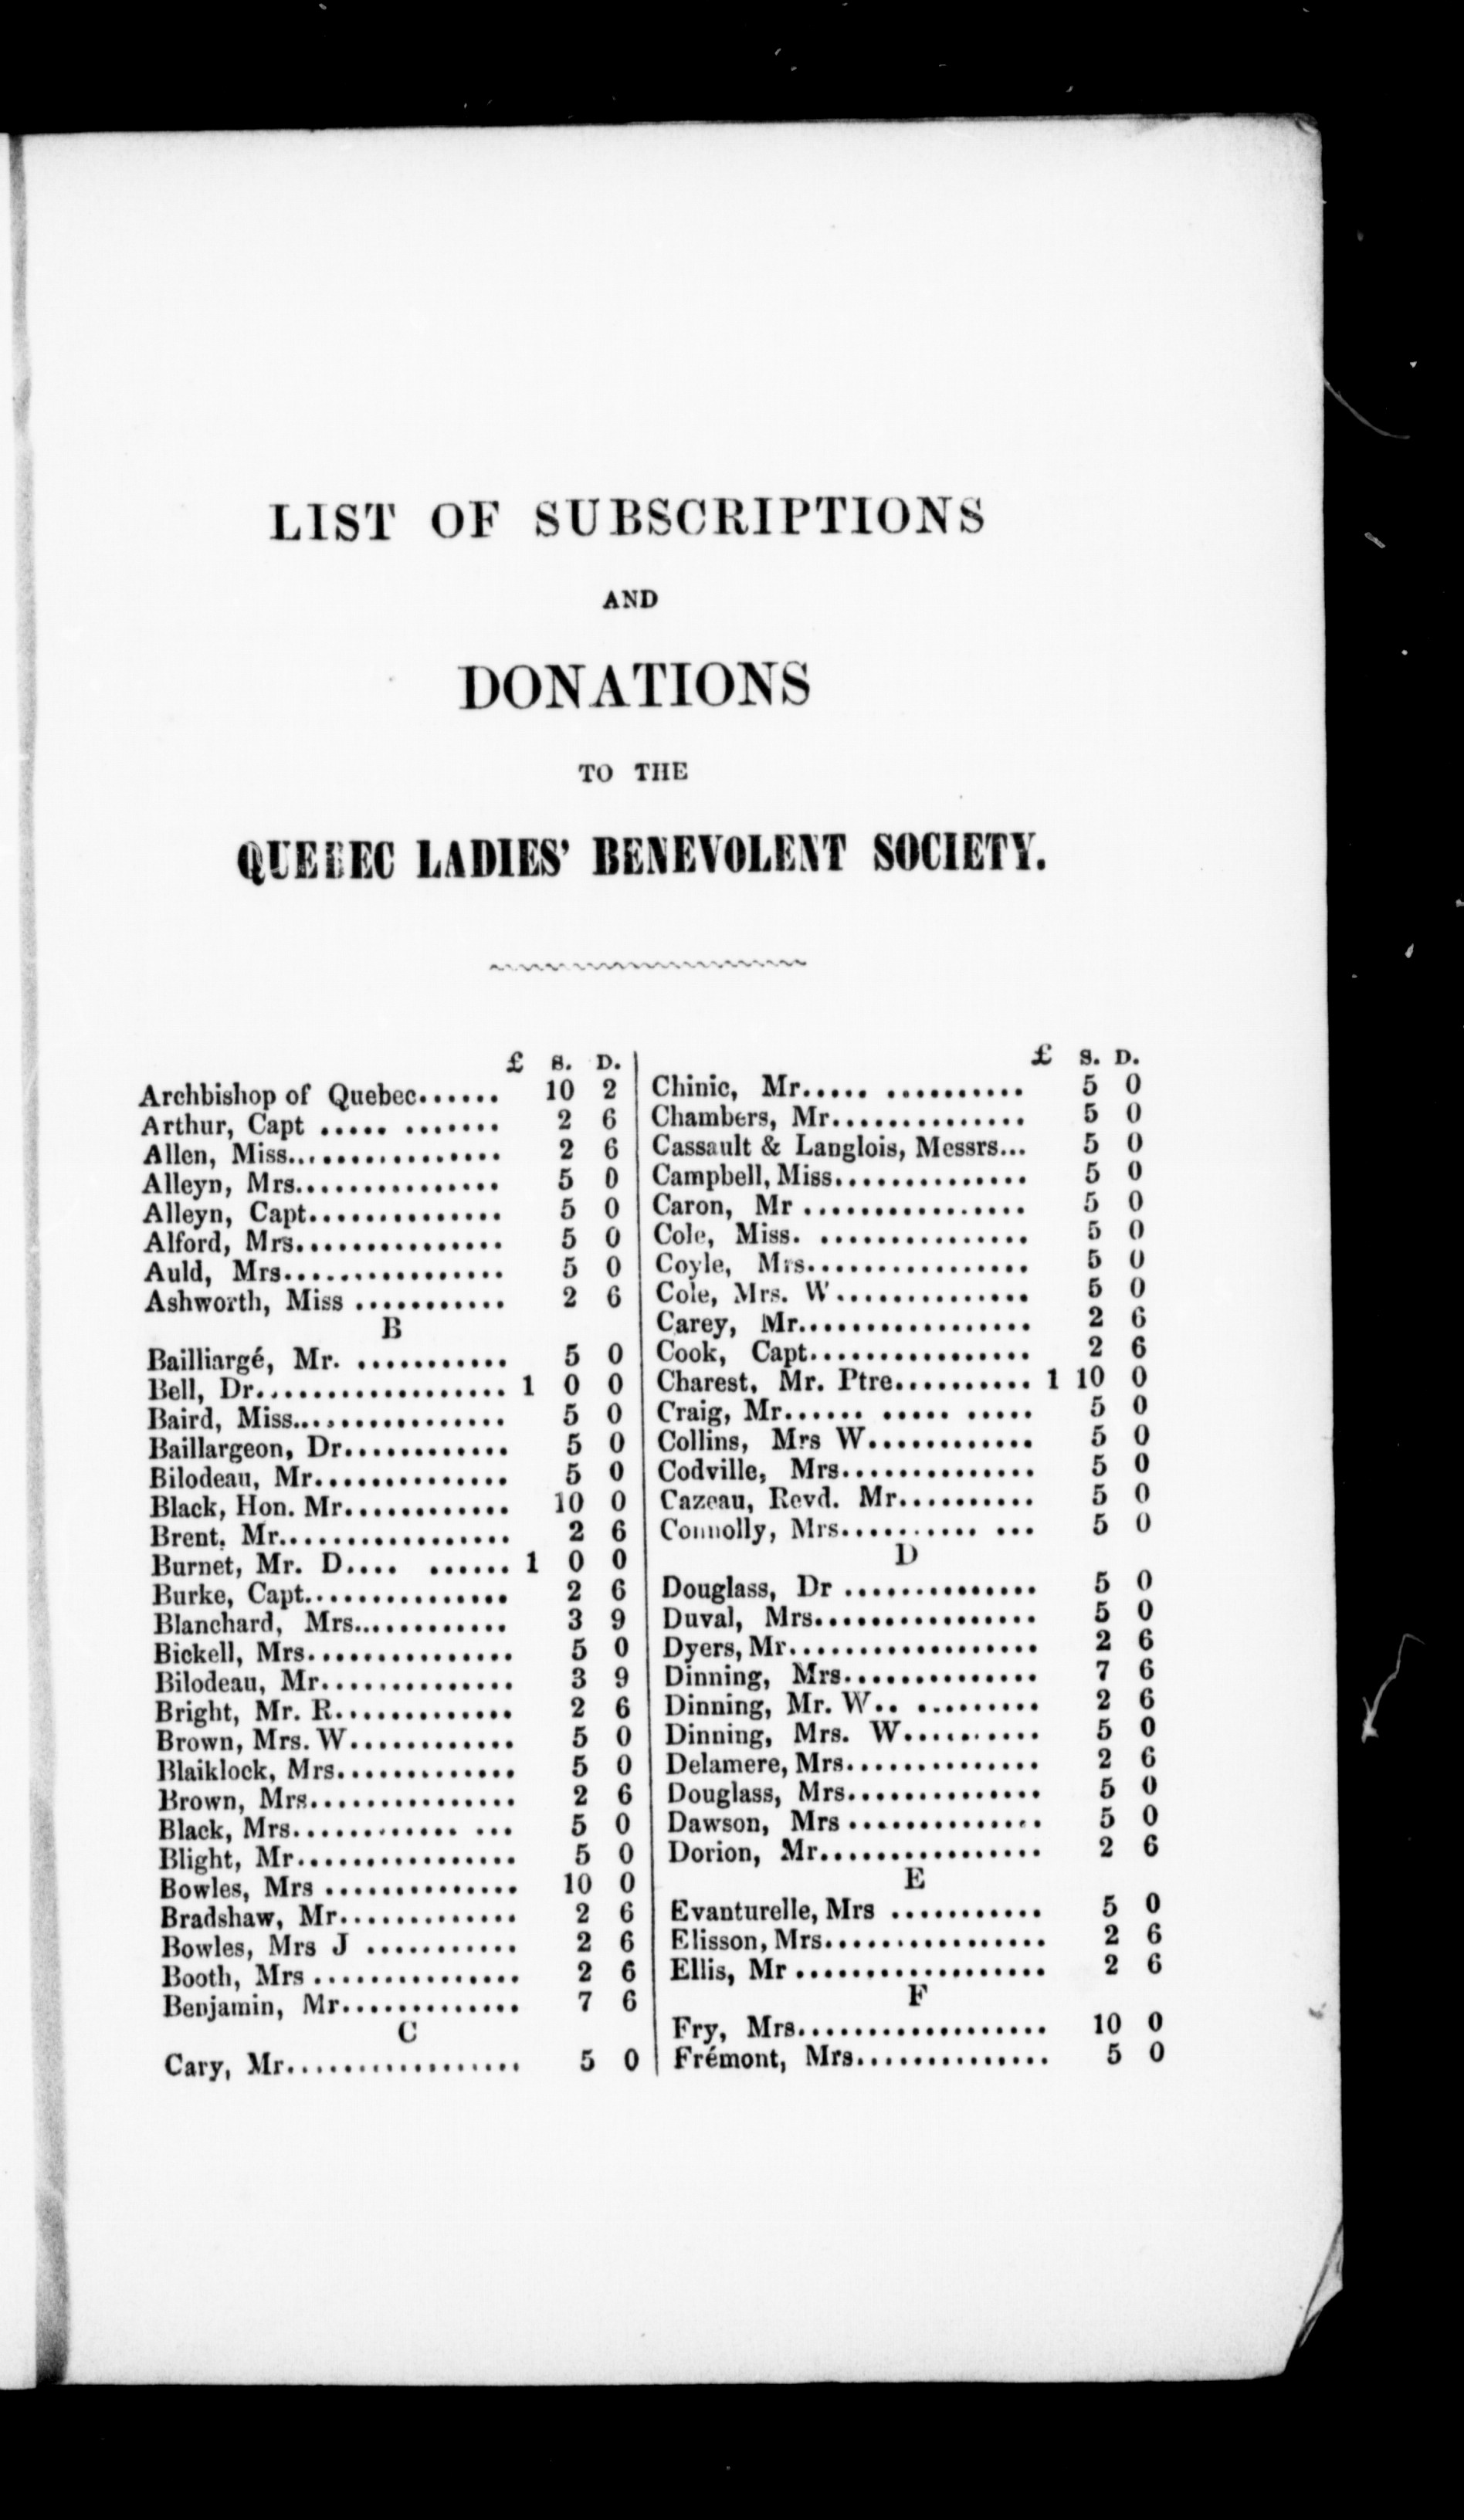 LIST OF SUBSCRIPTIONS
AND
DONATIONS
TO THE
QUEBEC LADIES' BENEVOLENT SOCIETY.
£ S. D.
Archbishop of Quebec...... 10 2
Arthur, Capt ..... ....... 2 6
Allen, Miss................. 2 6
Alleyn, Mrs............... 5 0
Alleyn, Capt.............. 5 0
Alford, Mrs............... 5 0
Auld, Mrs................ 5 0
Ashworth, Miss ........... 2 6
B
Bailliargé, Mr. ........... 5 0
Bell, Dr.................. 1 0 0
Baird, Miss............... 5 0
Baillargeon, Dr............ 5 0
Bilodeau, Mr.............. 5 0
Black, Hon. Mr............ 10 0
Brent. Mr................. 2 6
Burnet, Mr. D.... ...... 1 0 0
Burke, Capt............... 2 6
Blanchard, Mrs............ 3 9
Bickell, Mrs............... 5 0
Bilodeau, Mr.............. 3 9
Bright, Mr. R............. 2 6
Brown, Mrs. W............ 5 0
Blaiklock, Mrs............. 5 0
Brown, Mrs............... 2 6
Black, Mrs............ ... 5 0
Blight, Mr................ 5 0
Bowles, Mrs .............. 10 0
Bradshaw, Mr............. 2 6
Bowles, Mrs J ........... 2 6
Booth, Mrs ............... 2 6
Benjamin, Mr............. 7 6
C
Cary, Mr................. 5 0
£ S. D.
Chinic, Mr..... .......... 5 0
Chambers, Mr.............. 5 0
Cassault & Langlois, Messrs... 5 0
Campbell, Miss.............. 5 0
Caron, Mr ................ 5 0
Cole, Miss. ............... 5 0
Coyle, Mrs................ 5 0
Cole, Mrs. W.............. 5 0
Carey, Mr................. 2 6
Cook, Capt................ 2 6
Charest, Mr. Ptre.......... 1 10 0
Craig, Mr...... ..... ..... 5 0
Collins, Mrs W............ 5 0
Codville, Mrs.............. 5 0
Cazeau, Revd. Mr.......... 5 0
Connolly, Mrs.......... ... 5 0
D
Douglass, Dr .............. 5 0
Duval, Mrs................ 5 0
Dyers, Mr.................. 2 6
Dinning, Mrs.............. 7 6
Dinning, Mr. W.. ......... 2 6
Dinning, Mrs. W.......... 5 0
Delamere, Mrs.............. 2 6
Douglass, Mrs.............. 5 0
Dawson, Mrs .............. 5 0
Dorion, Mr................ 2 6
E
Evanturelle, Mrs ........... 5 0
Elisson, Mrs................ 2 6
Ellis, Mr .................. 2 6
F
Fry, Mrs.................. 10 0
Frémont, Mrs.............. 5 0